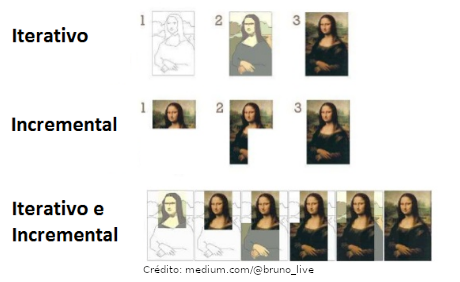 Iterativo
1 2 3
Incremental
1 2 3
Iterativo e
Incremental
Crédito: medium.com/@bruno_live